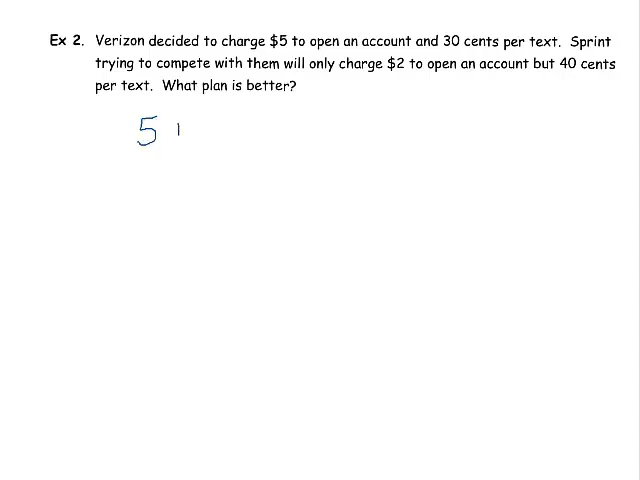 Ex 2. Verizon decided to charge $5 to open an account and 30 cents per text. Sprint
trying to compete with them will only charge $2 to open an account but 40 cents
per text. What plan is better?
5